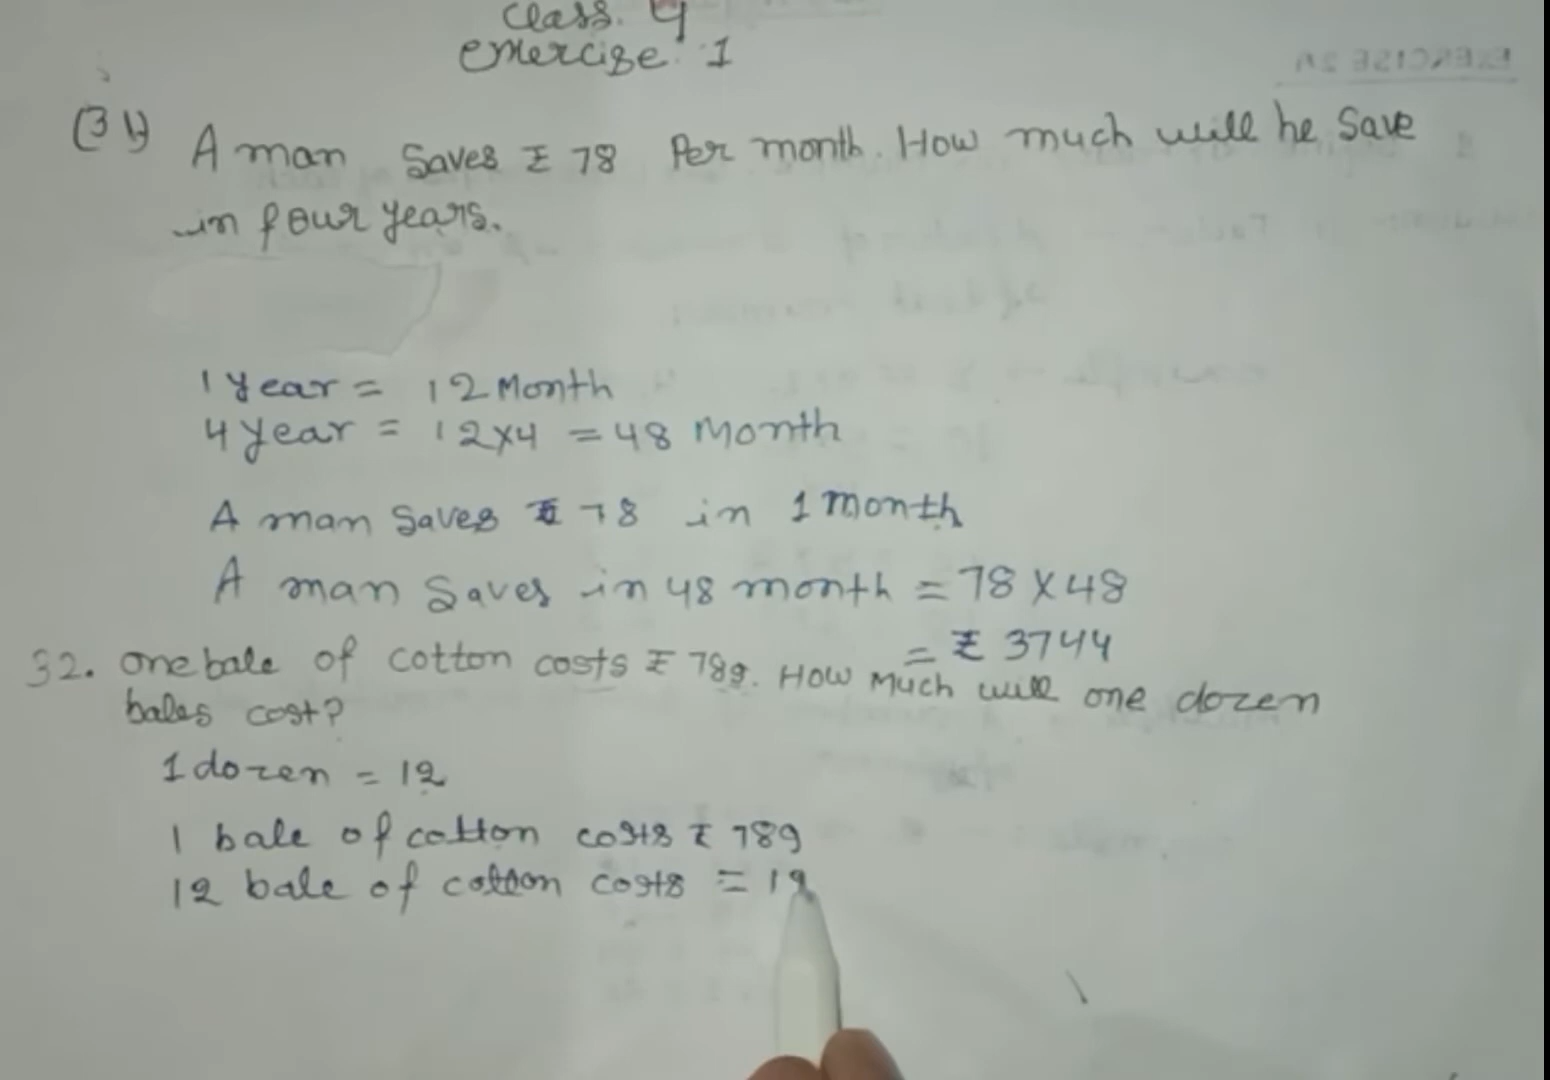 Class. 4
Exercise. 1
EXERCISE 2A
(31) A man saves ₹ 78 Per month. How much will he save
in four years.
1 year = 12 Month
4 year = 12x4 = 48 Month
A man saves ₹ 78 in 1 month
A man saves in 48 month = 78 x 48
= ₹ 3744
32. one bale of cotton costs ₹ 789. How Much will one dozen
bales cost?
1 dozen = 12
1 bale of cotton costs ₹ 789
12 bale of cotton costs = 12